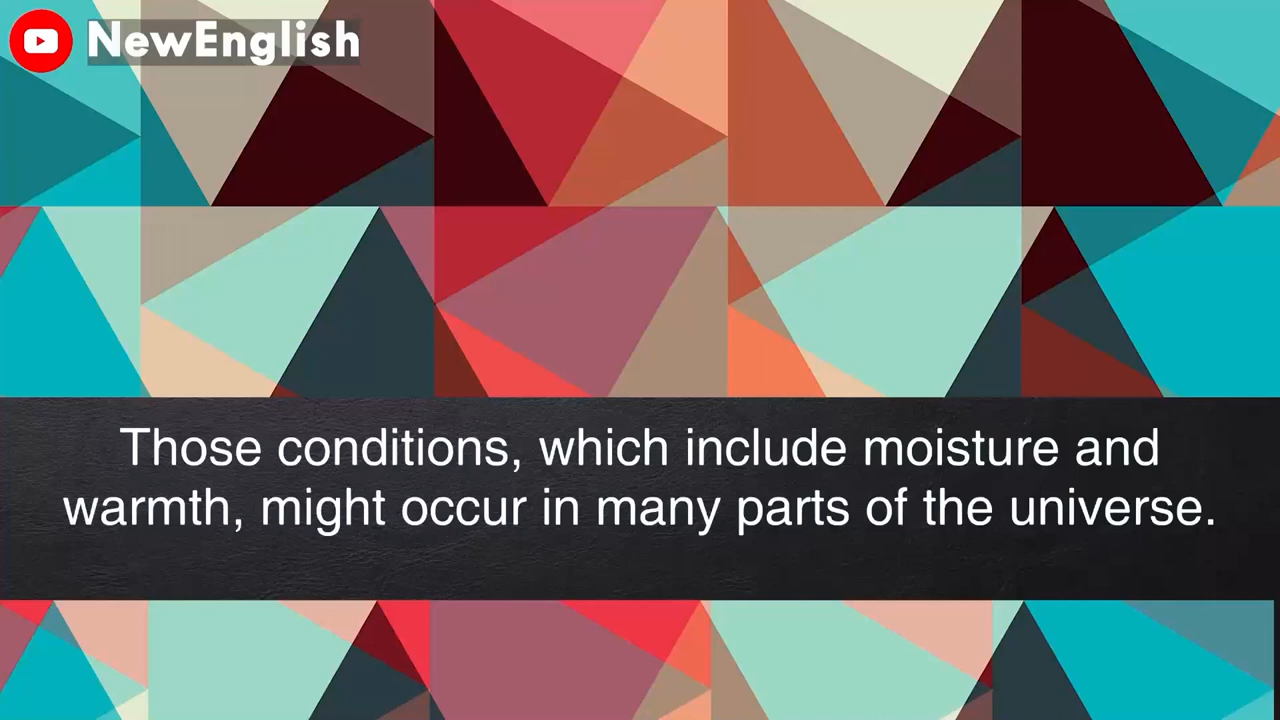 NewEnglish
Those conditions, which include moisture and
warmth, might occur in many parts of the universe.